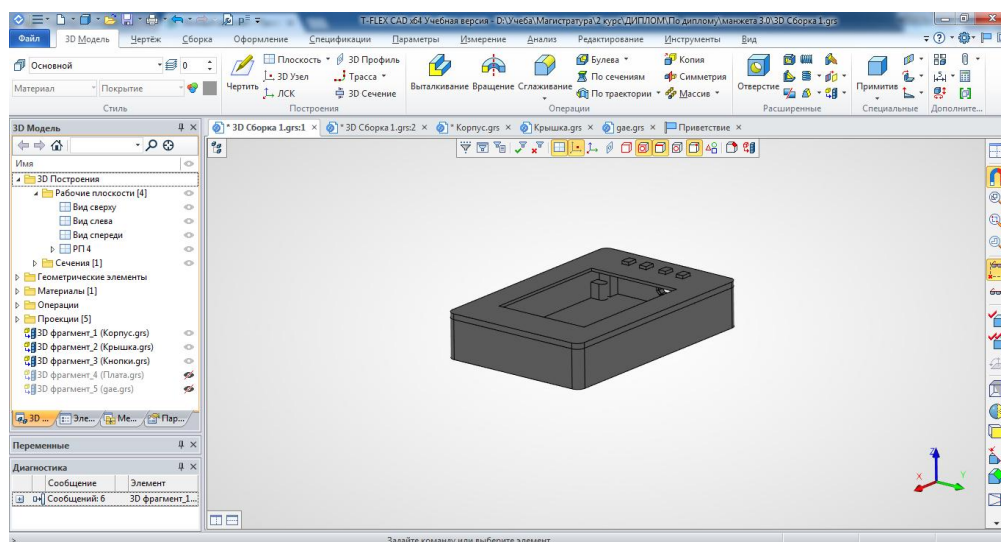 T-FLEX CAD x64 Учебная версия - D:\Учеба\Магистратура\2 курс\ДИПЛОМ\По диплому\манжета 3.0\3D Сборка 1.grs
Файл 3D Модель Чертёж Сборка Оформление Спецификации Параметры Измерение Анализ Редактирование Инструменты Вид
Основной 0
Материал Покрытие
Стиль
Чертить
Плоскость 3D Профиль
3D Узел Трасса
ЛСК 3D Сечение
Построения
Выталкивание Вращение Сглаживание
Булева Копия
По сечениям Симметрия
По траектории Массив
Операции
Отверстие
Расширенные
Примитив
Специальные
Дополните...
3D Модель
* 3D Сборка 1.grs:1 * 3D Сборка 1.grs:2 * Корпус.grs Крышка.grs gae.grs Приветствие
Имя
3D Построения
Рабочие плоскости [4]
Вид сверху
Вид слева
Вид спереди
РП 4
Сечения [1]
Геометрические элементы
Материалы [1]
Операции
Проекции [5]
3D фрагмент_1 (Корпус.grs)
3D фрагмент_2 (Крышка.grs)
3D фрагмент_3 (Кнопки.grs)
3D фрагмент_4 (Плата.grs)
3D фрагмент_5 (gae.grs)
3D ... Эле... Ме... Пар...
Переменные
Диагностика
Сообщение Элемент
Сообщений: 6 3D фрагмент_1...
Z
X Y
Задайте команду или выберите элемент